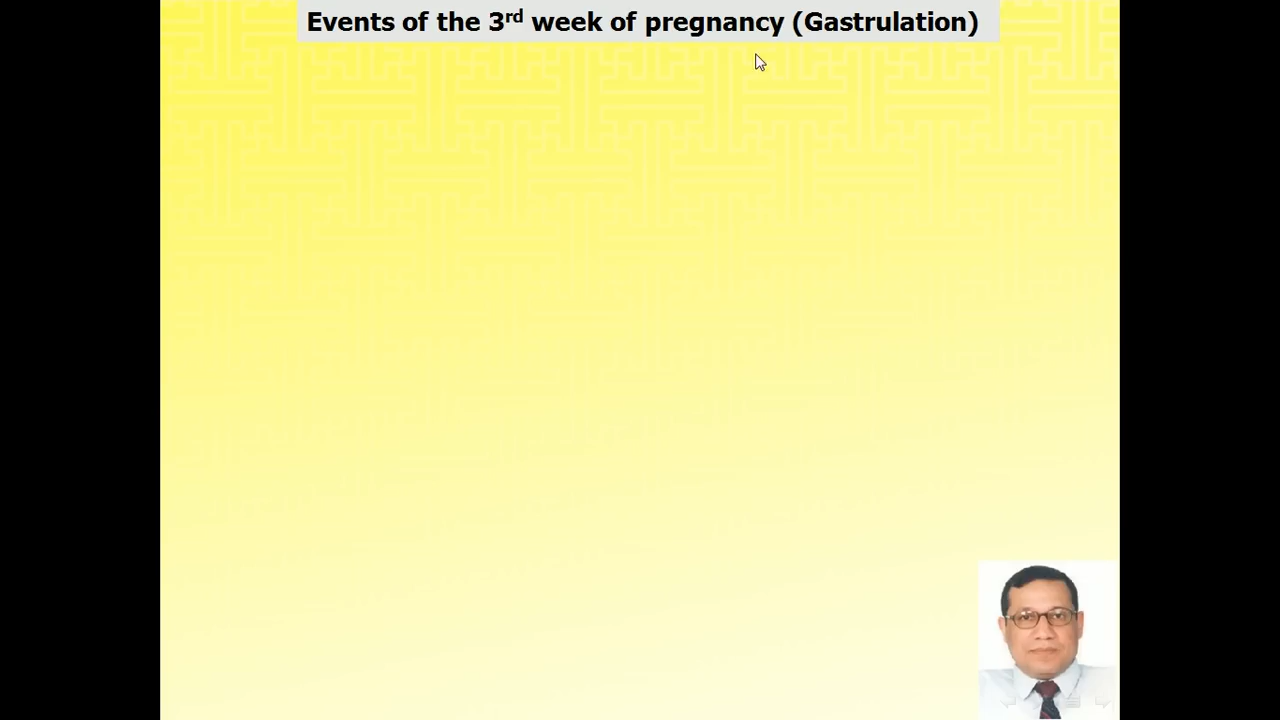 Events of the 3rd week of pregnancy (Gastrulation)